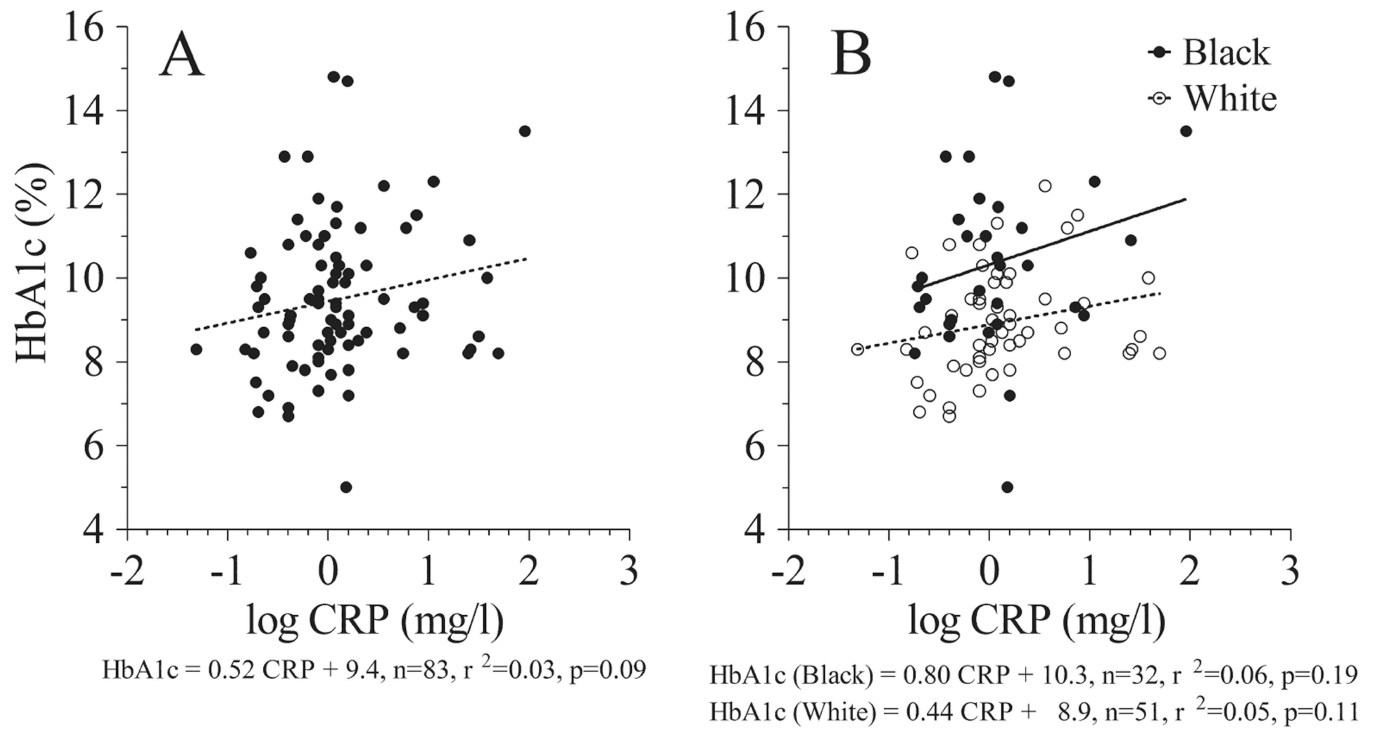 A
HbA1c (%)
16
14
12
10
8
6
4
-2 -1 0 1 2 3
log CRP (mg/l)
HbA1c = 0.52 CRP + 9.4, n=83, r 2=0.03, p=0.09
B
Black
White
16
14
12
10
8
6
4
-2 -1 0 1 2 3
log CRP (mg/l)
HbA1c (Black) = 0.80 CRP + 10.3, n=32, r 2=0.06, p=0.19
HbA1c (White) = 0.44 CRP + 8.9, n=51, r 2=0.05, p=0.11